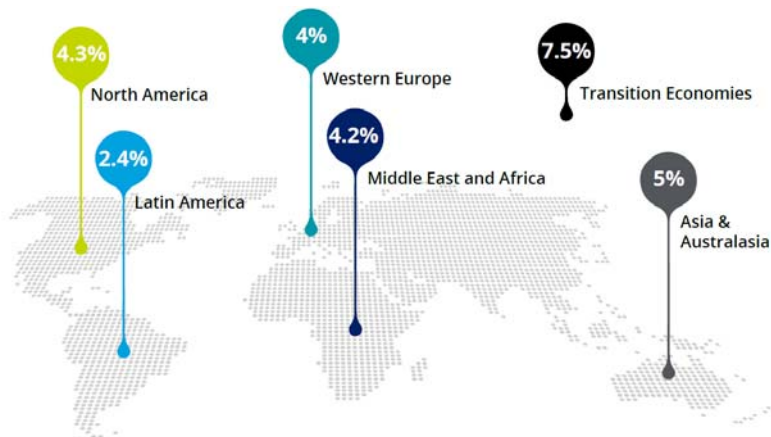 4.3%
North America
2.4%
Latin America
4%
Western Europe
4.2%
Middle East and Africa
7.5%
Transition Economies
5%
Asia &
Australasia